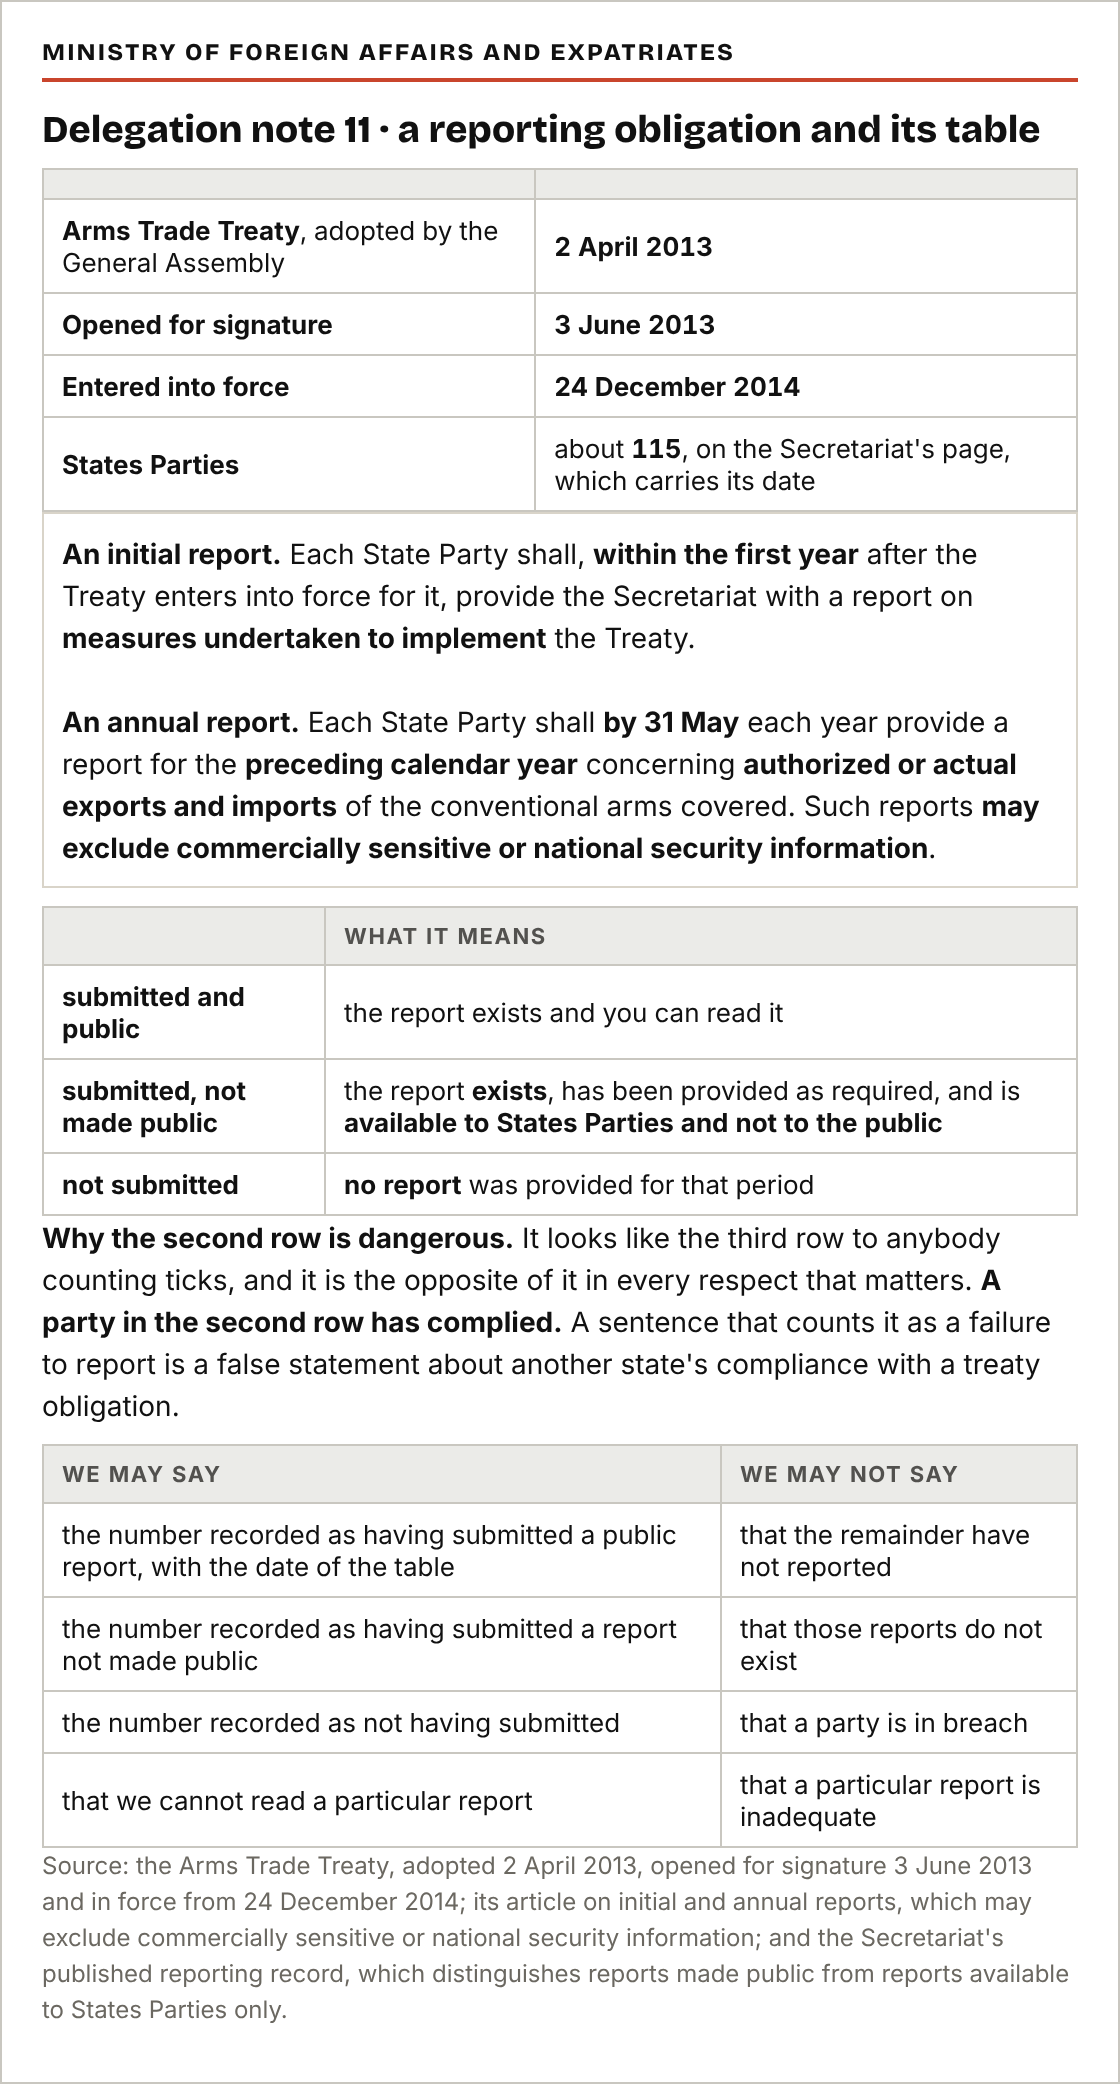 MINISTRY OF FOREIGN AFFAIRS AND EXPATRIATES
Delegation note 11 · a reporting obligation and its table
Arms Trade Treaty, adopted by the
General Assembly
2 April 2013
Opened for signature
3 June 2013
Entered into force
24 December 2014
States Parties
about 115, on the Secretariat's page,
which carries its date
An initial report. Each State Party shall, within the first year after the
Treaty enters into force for it, provide the Secretariat with a report on
measures undertaken to implement the Treaty.
An annual report. Each State Party shall by 31 May each year provide a
report for the preceding calendar year concerning authorized or actual
exports and imports of the conventional arms covered. Such reports may
exclude commercially sensitive or national security information.
WHAT IT MEANS
submitted and
public
the report exists and you can read it
submitted, not
made public
the report exists, has been provided as required, and is
available to States Parties and not to the public
not submitted
no report was provided for that period
Why the second row is dangerous. It looks like the third row to anybody
counting ticks, and it is the opposite of it in every respect that matters. A
party in the second row has complied. A sentence that counts it as a failure
to report is a false statement about another state's compliance with a treaty
obligation.
WE MAY SAY
WE MAY NOT SAY
the number recorded as having submitted a public
report, with the date of the table
that the remainder have
not reported
the number recorded as having submitted a report
not made public
that those reports do not
exist
the number recorded as not having submitted
that a party is in breach
that we cannot read a particular report
that a particular report is
inadequate
Source: the Arms Trade Treaty, adopted 2 April 2013, opened for signature 3 June 2013
and in force from 24 December 2014; its article on initial and annual reports, which may
exclude commercially sensitive or national security information; and the Secretariat's
published reporting record, which distinguishes reports made public from reports available
to States Parties only.